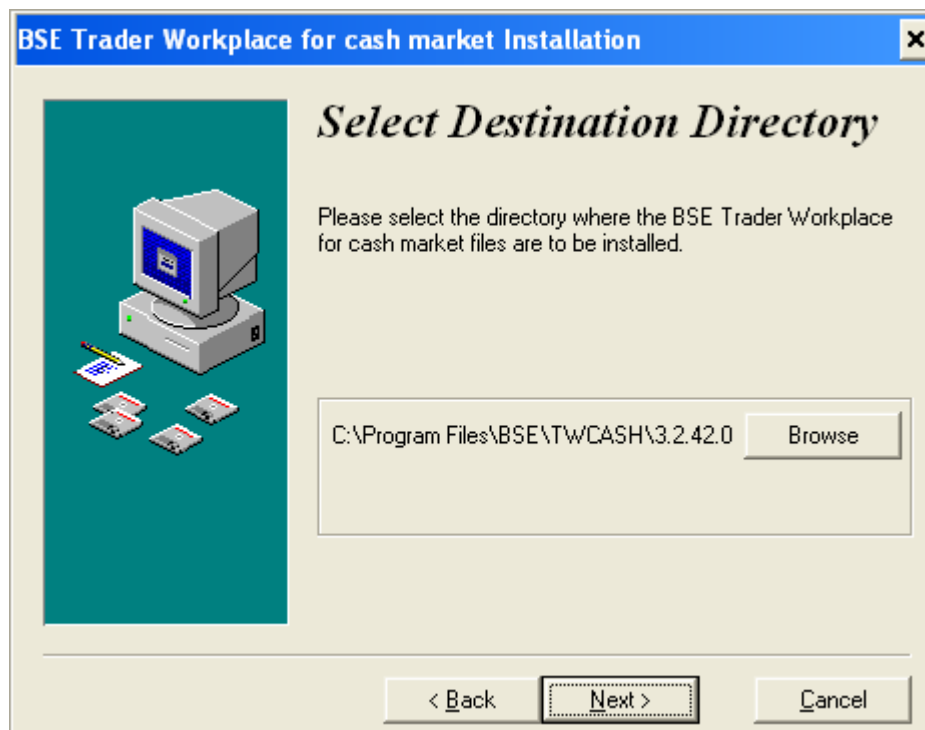 BSE Trader Workplace for cash market Installation
Select Destination Directory
Please select the directory where the BSE Trader Workplace
for cash market files are to be installed.
C:\Program Files\BSE\TWCASH\3.2.42.0
Browse
< Back
Next >
Cancel